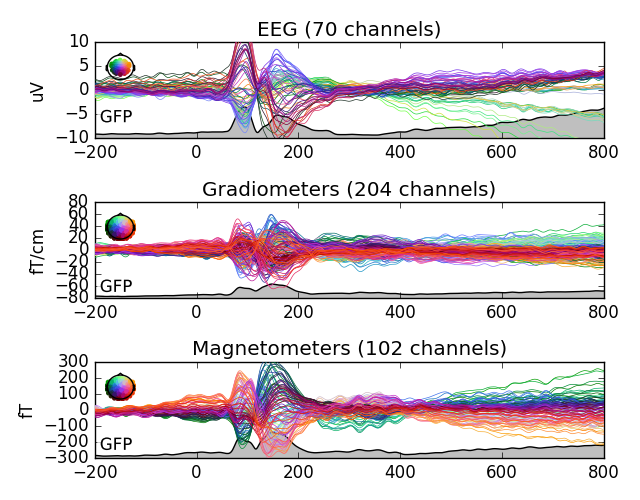 EEG (70 channels)
10
5
0
−5
−10
uV
GFP
−200 0 200 400 600 800
Gradiometers (204 channels)
80
60
40
20
0
−20
−40
−60
−80
fT/cm
GFP
−200 0 200 400 600 800
Magnetometers (102 channels)
300
200
100
0
−100
−200
−300
fT
GFP
−200 0 200 400 600 800